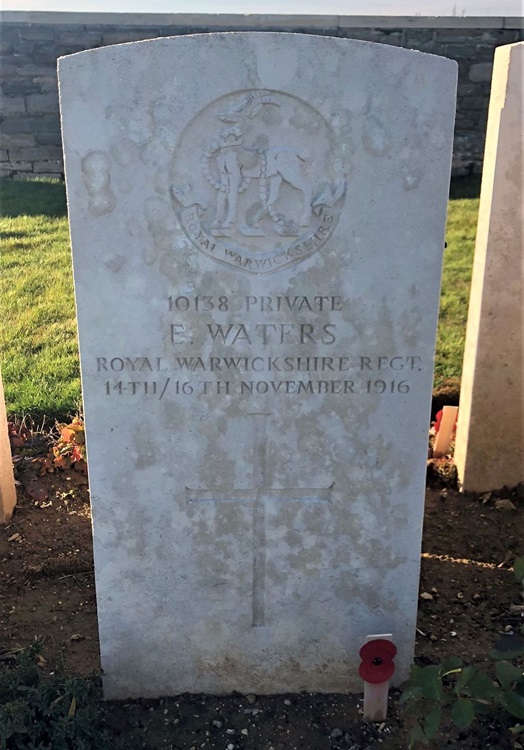 ROYAL WARWICKSHIRE
10138 PRIVATE
E. WATERS
ROYAL WARWICKSHIRE REGT.
14TH/16TH NOVEMBER 1916